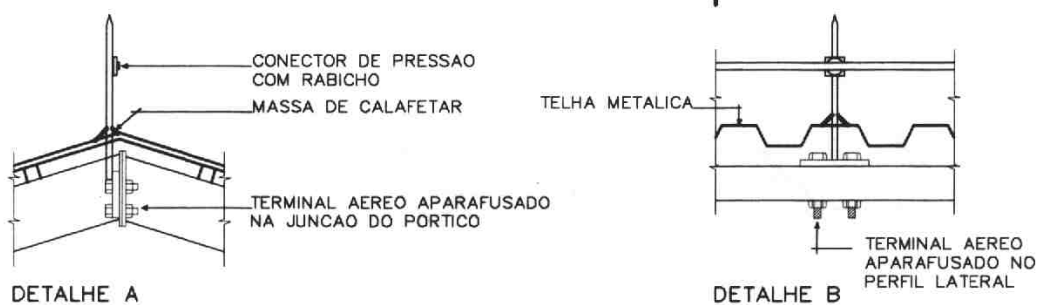 CONECTOR DE PRESSAO
COM RABICHO
MASSA DE CALAFETAR
TERMINAL AEREO APARAFUSADO
NA JUNCAO DO PORTICO
DETALHE A
TELHA METALICA
TERMINAL AEREO
APARAFUSADO NO
PERFIL LATERAL
DETALHE B